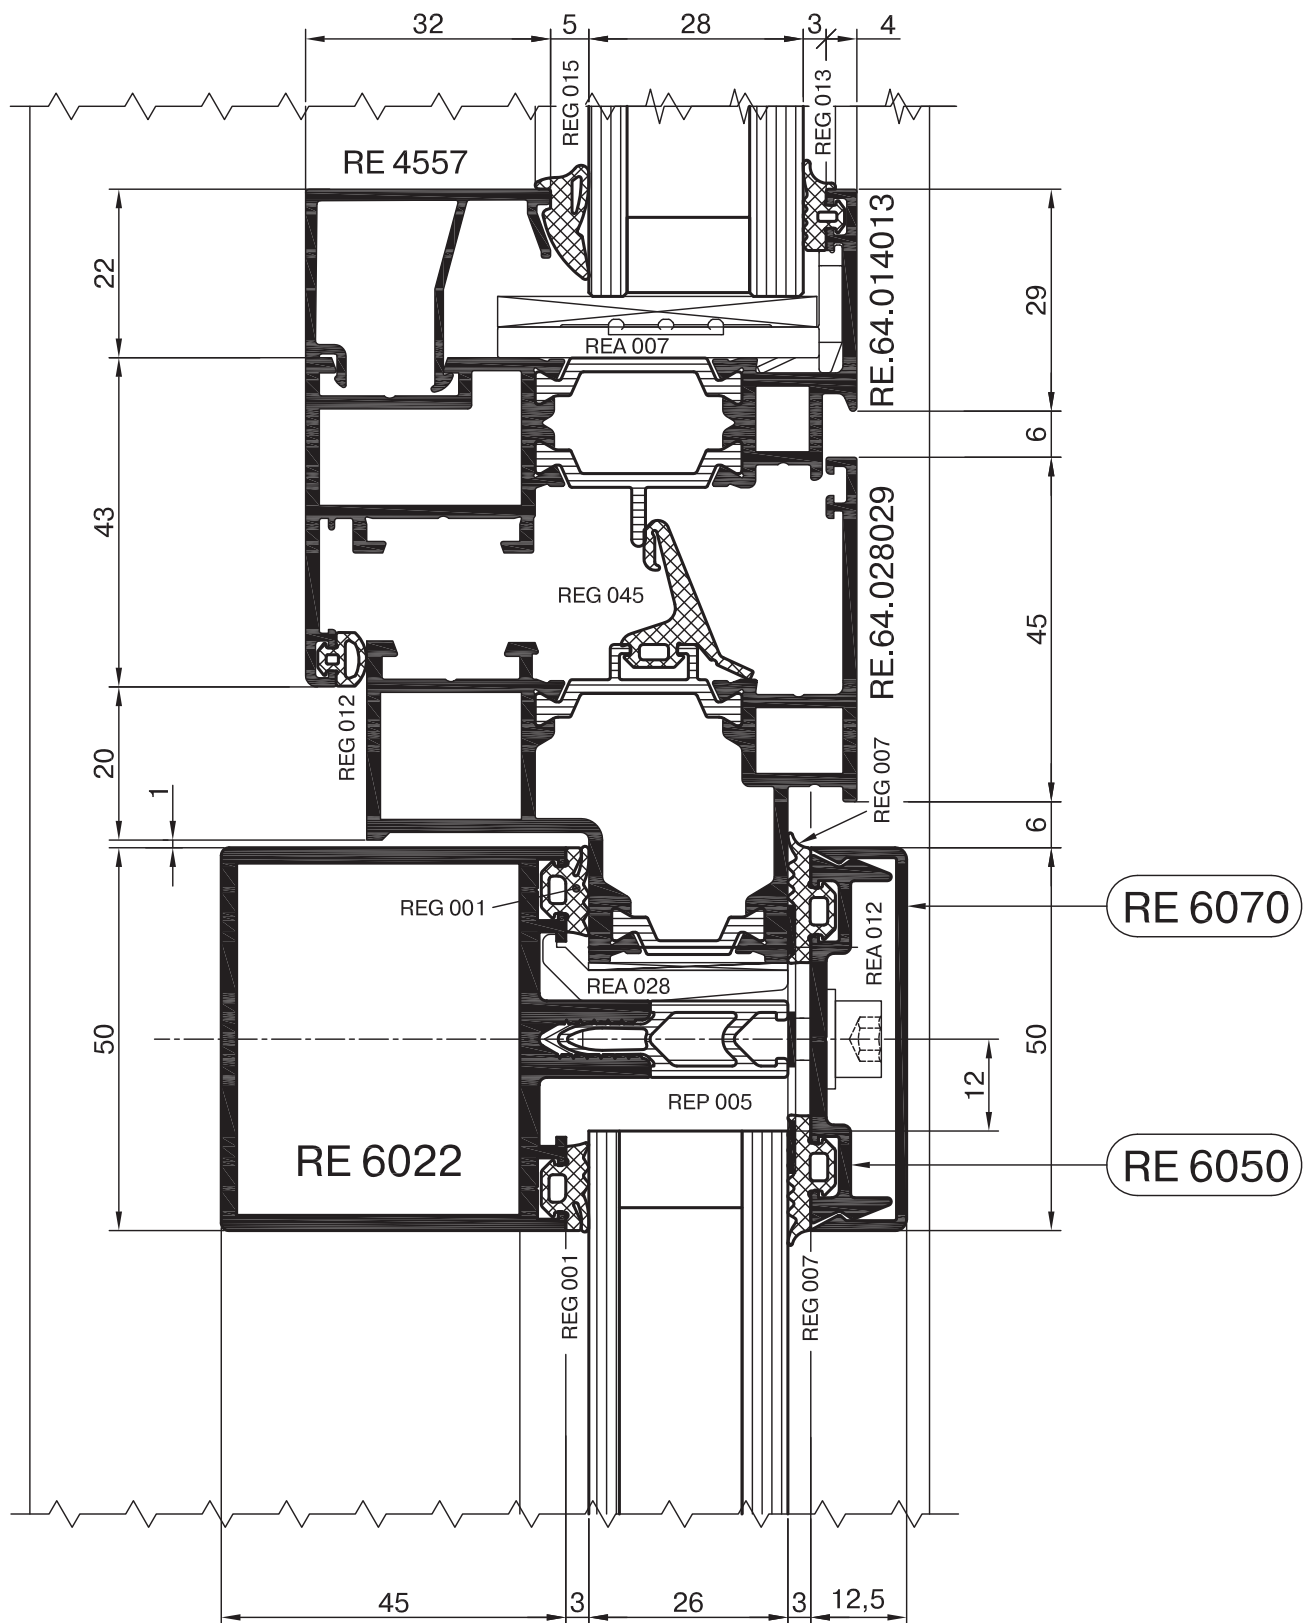 32
5
28
3
4
REG 015
REG 013
RE 4557
RE.64.014013
22
29
REA 007
6
43
RE.64.028029
REG 045
45
REG 012
20
REG 007
1
6
REG 001
RE 6070
REA 012
REA 028
50
50
12
REP 005
RE 6022
RE 6050
REG 001
REG 007
45
3
26
3
12,5